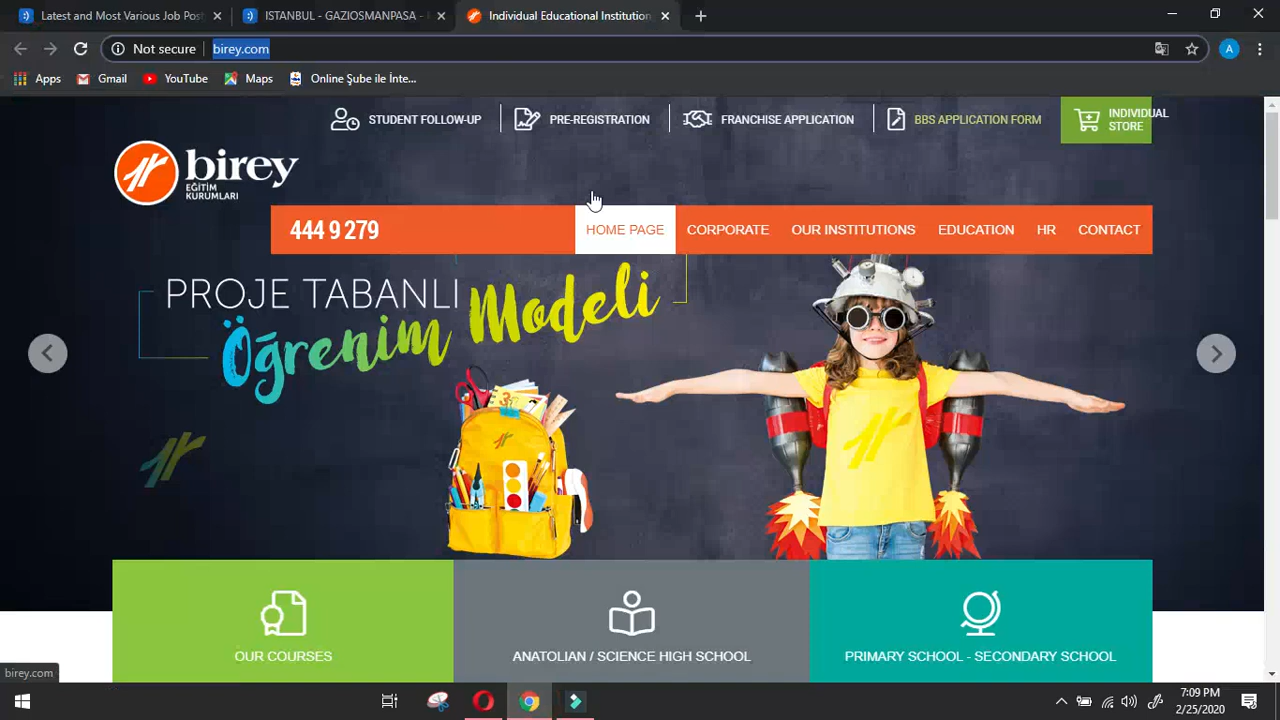 Latest and Most Various Job Post
ISTANBUL - GAZIOSMANPASA -
Individual Educational Institution
Not secure
birey.com
A
Apps
Gmail
YouTube
Maps
Online Şube ile İnte...
STUDENT FOLLOW-UP
PRE-REGISTRATION
FRANCHISE APPLICATION
BBS APPLICATION FORM
INDIVIDUAL
STORE
birey
EĞİTİM
KURUMLARI
444 9 279
HOME PAGE
CORPORATE
OUR INSTITUTIONS
EDUCATION
HR
CONTACT
PROJE TABANLI
Öğrenim Modeli
OUR COURSES
ANATOLIAN / SCIENCE HIGH SCHOOL
PRIMARY SCHOOL - SECONDARY SCHOOL
birey.com
7:09 PM
2/25/2020